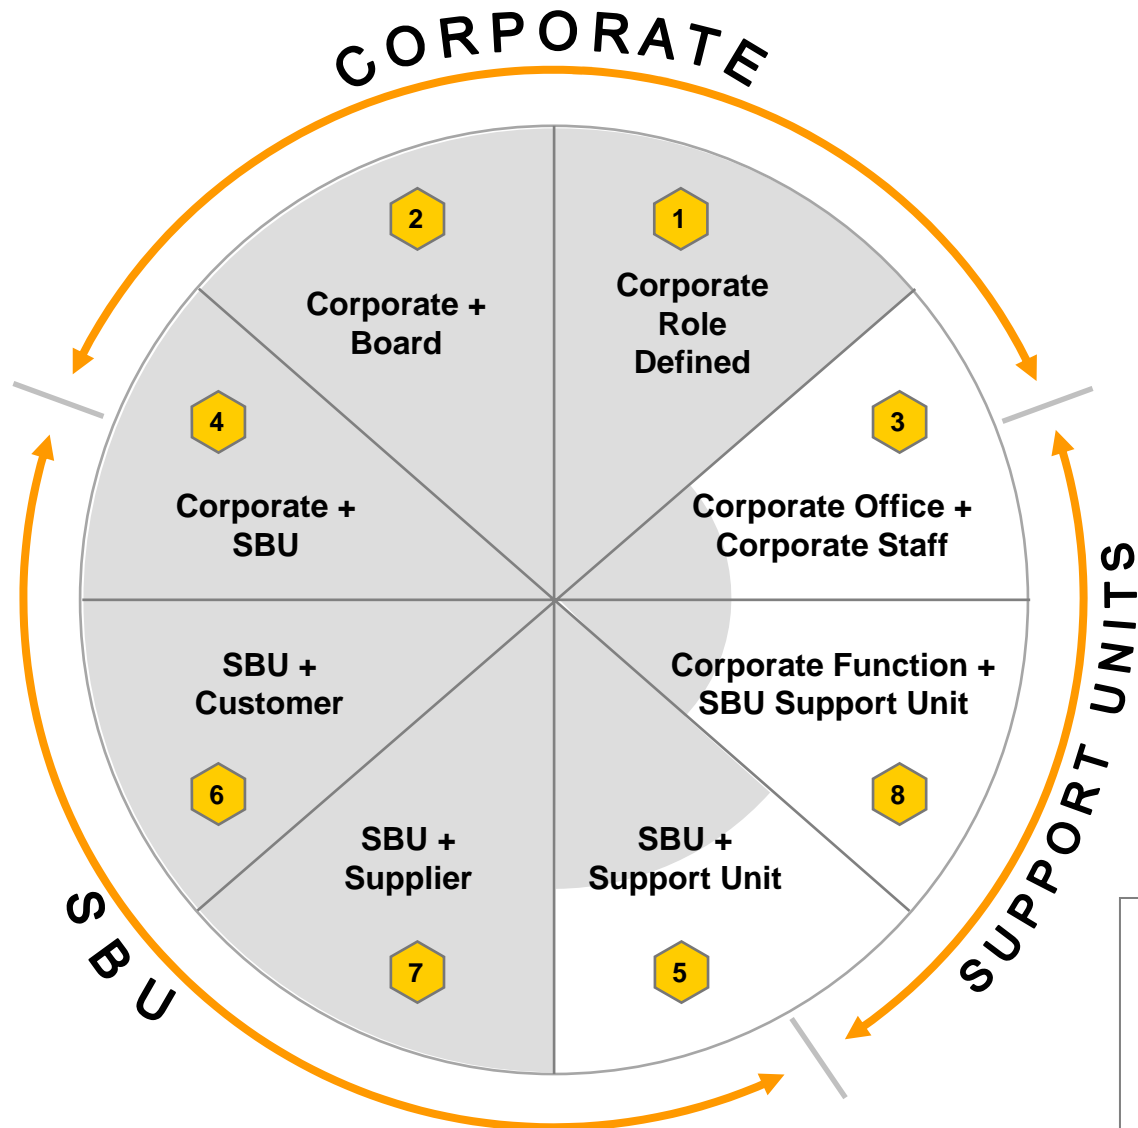 CORPORATE
2
Corporate +
Board
1
Corporate
Role
Defined
4
Corporate +
SBU
3
Corporate Office +
Corporate Staff
SBU +
Customer
6
Corporate Function +
SBU Support Unit
8
SBU +
Supplier
7
SBU +
Support Unit
5
SBU
SUPPORT UNITS